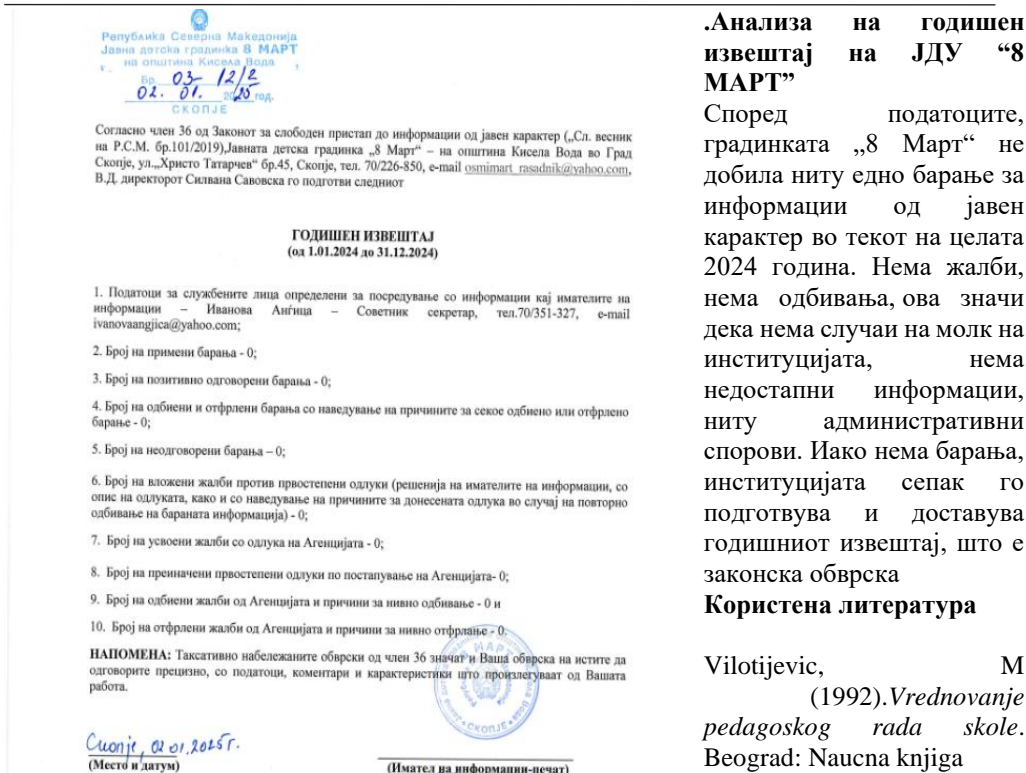 Република Северна Македонија
Јавна детска градинка 8 МАРТ
на општина Кисела Вода
Бр. 03-12/2
02. 01. 2025 год.
СКОПЈЕ
Согласно член 36 од Законот за слободен пристап до информации од јавен карактер („Сл. весник
на Р.С.М. бр.101/2019),Јавната детска градинка „8 Март“ – на општина Кисела Вода во Град
Скопје, ул.„Христо Татарчев“ бр.45, Скопје, тел. 70/226-850, e-mail osmimart_rasadnik@yahoo.com,
В.Д. директорот Силвана Савовска го подготви следниот
ГОДИШЕН ИЗВЕШТАЈ
(од 1.01.2024 до 31.12.2024)
1. Податоци за службените лица определени за посредување со информации кај имателите на
информации – Иванова Анѓица – Советник секретар, тел.70/351-327, e-mail
ivanovaangjica@yahoo.com;
2. Број на примени барања - 0;
3. Број на позитивно одговорени барања - 0;
4. Број на одбиени и отфрлени барања со наведување на причините за секое одбиено или отфрлено
барање - 0;
5. Број на неодговорени барања – 0;
6. Број на вложени жалби против првостепени одлуки (решенија на имателите на информации, со
опис на одлуката, како и со наведување на причините за донесената одлука во случај на повторно
одбивање на бараната информација) - 0;
7. Број на усвоени жалби со одлука на Агенцијата - 0;
8. Број на преиначени првостепени одлуки по постапување на Агенцијата- 0;
9. Број на одбиени жалби од Агенцијата и причини за нивно одбивање - 0 и
10. Број на отфрлени жалби од Агенцијата и причини за нивно отфрлање - 0.
НАПОМЕНА: Таксативно набележаните обврски од член 36 значат и Ваша обврска на истите да
одговорите прецизно, со податоци, коментари и карактеристики што произлегуваат од Вашата
работа.
Скопје, 02.01.2025г.
(Место и датум)
(Имател на информации-печат)
.Анализа на годишен
извештај на ЈДУ “8
МАРТ”
Според податоците,
градинката „8 Март“ не
добила ниту едно барање за
информации од јавен
карактер во текот на целата
2024 година. Нема жалби,
нема одбивања, ова значи
дека нема случаи на молк на
институцијата, нема
недостапни информации,
ниту административни
спорови. Иако нема барања,
институцијата сепак го
подготвува и доставува
годишниот извештај, што е
законска обврска
Користена литература
Vilotijevic, M
(1992).Vrednovanje
pedagoskog rada skole.
Beograd: Naucna knjiga